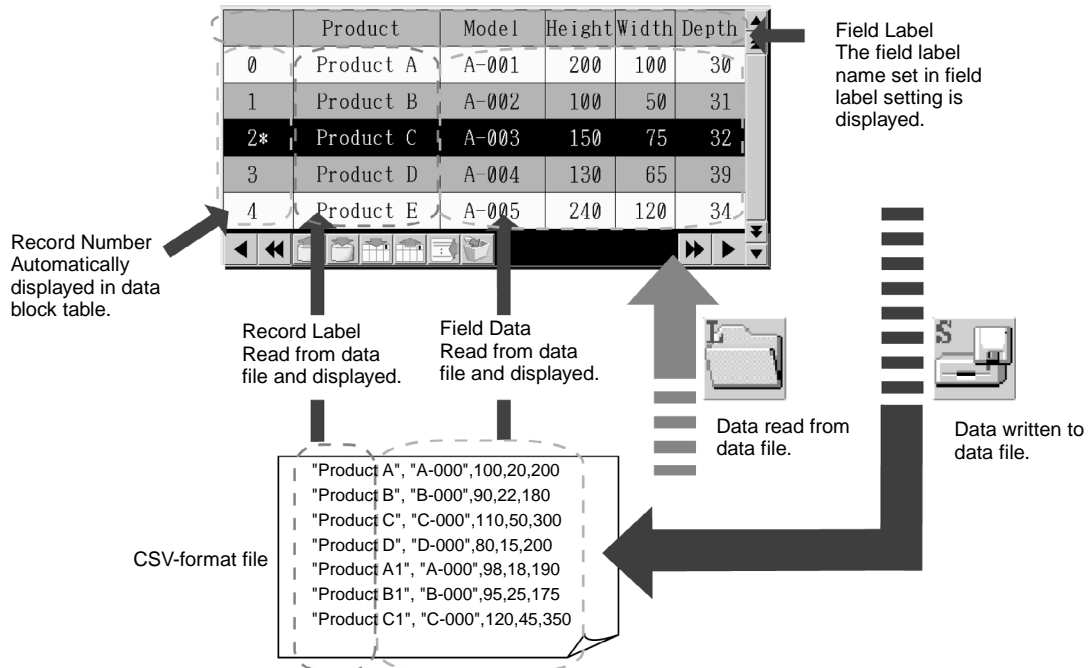 Product Model Height Width Depth
0 Product A A-001 200 100 30
1 Product B A-002 100 50 31
2* Product C A-003 150 75 32
3 Product D A-004 130 65 39
4 Product E A-005 240 120 34
Field Label
The field label
name set in field
label setting is
displayed.
Record Number
Automatically
displayed in data
block table.
Record Label
Read from data
file and displayed.
Field Data
Read from data
file and displayed.
L
S
Data read from
data file.
Data written to
data file.
CSV-format file
"Product A", "A-000",100,20,200
"Product B", "B-000",90,22,180
"Product C", "C-000",110,50,300
"Product D", "D-000",80,15,200
"Product A1", "A-000",98,18,190
"Product B1", "B-000",95,25,175
"Product C1", "C-000",120,45,350